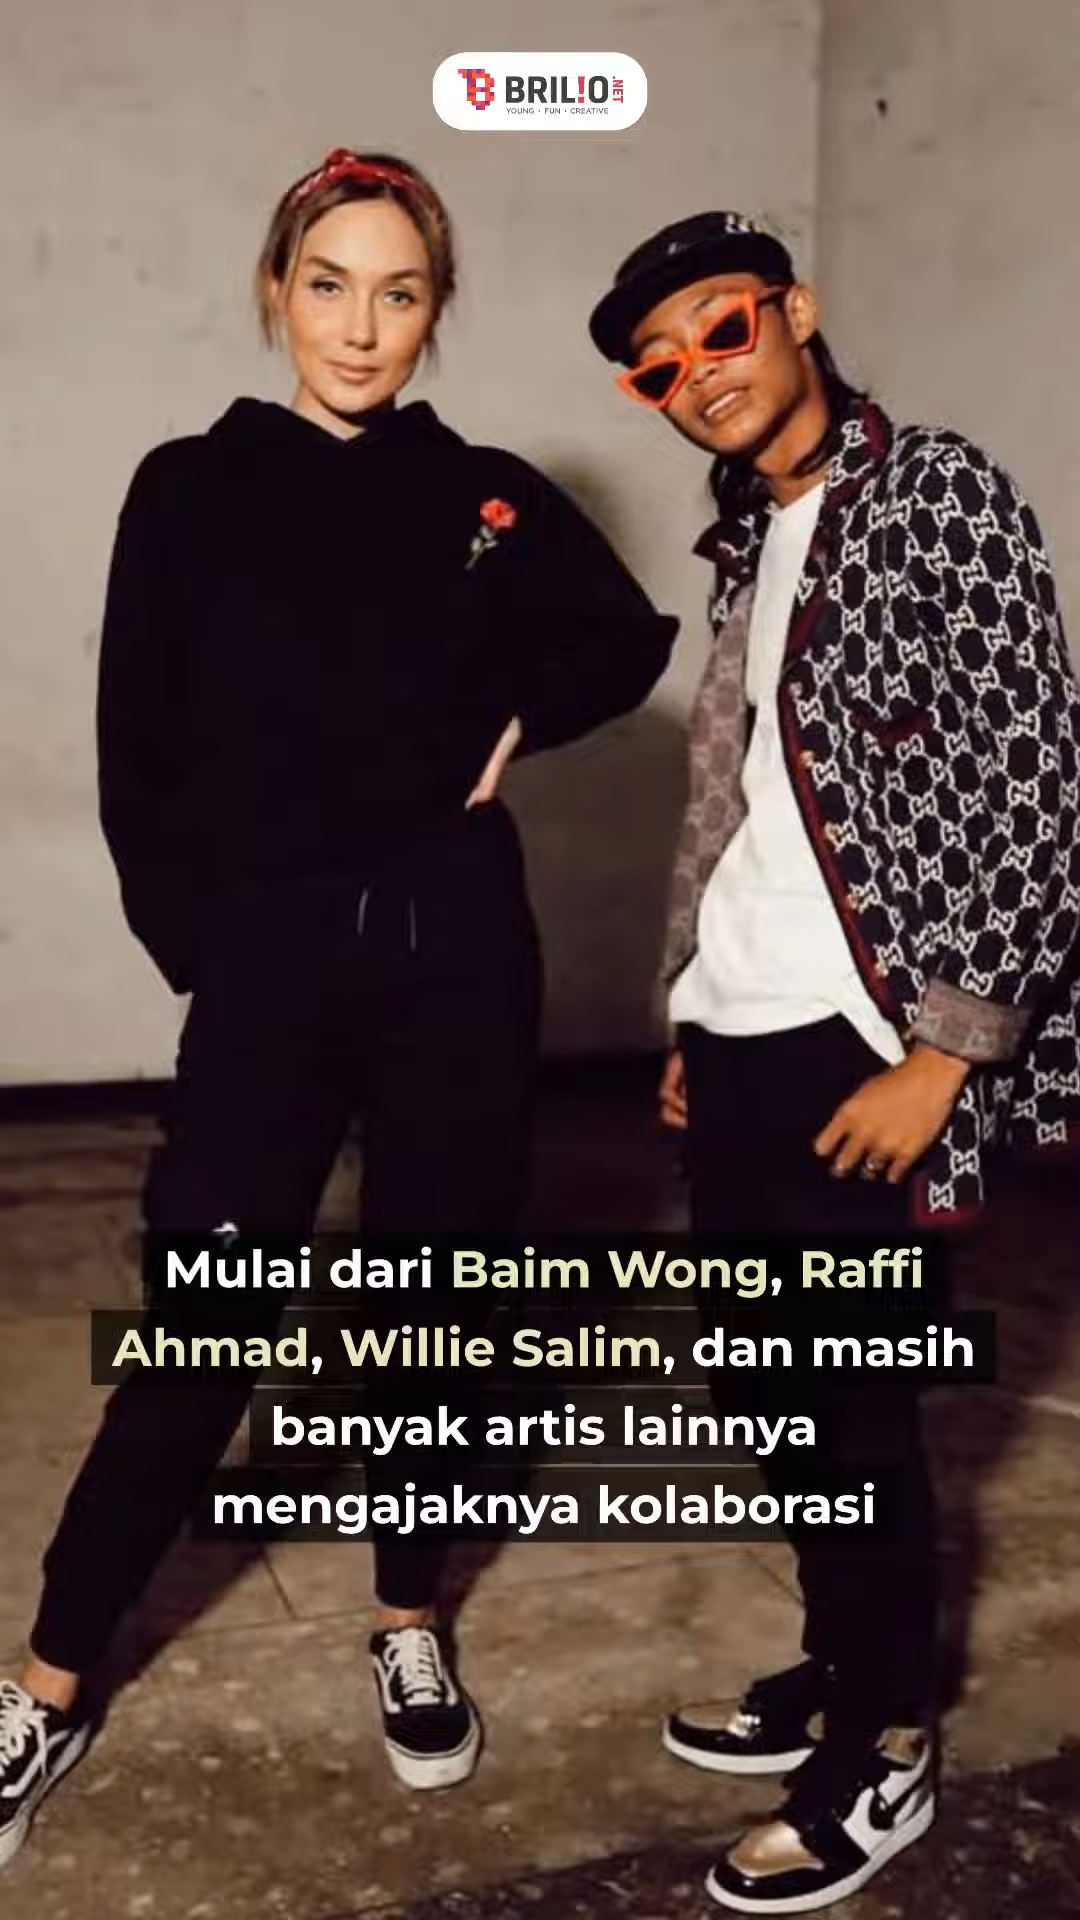 BRIL!O.NET
YOUNG • FUN • CREATIVE
Mulai dari Baim Wong, Raffi
Ahmad, Willie Salim, dan masih
banyak artis lainnya
mengajaknya kolaborasi